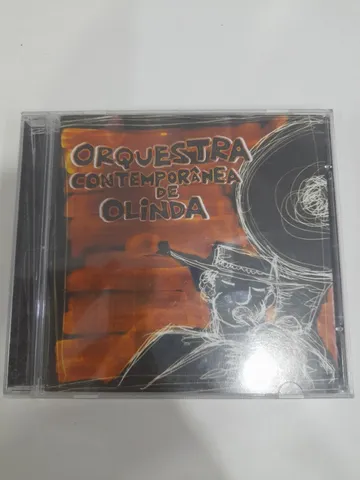 ORQUESTRA
CONTEMPORÂNEA
DE
OLINDA